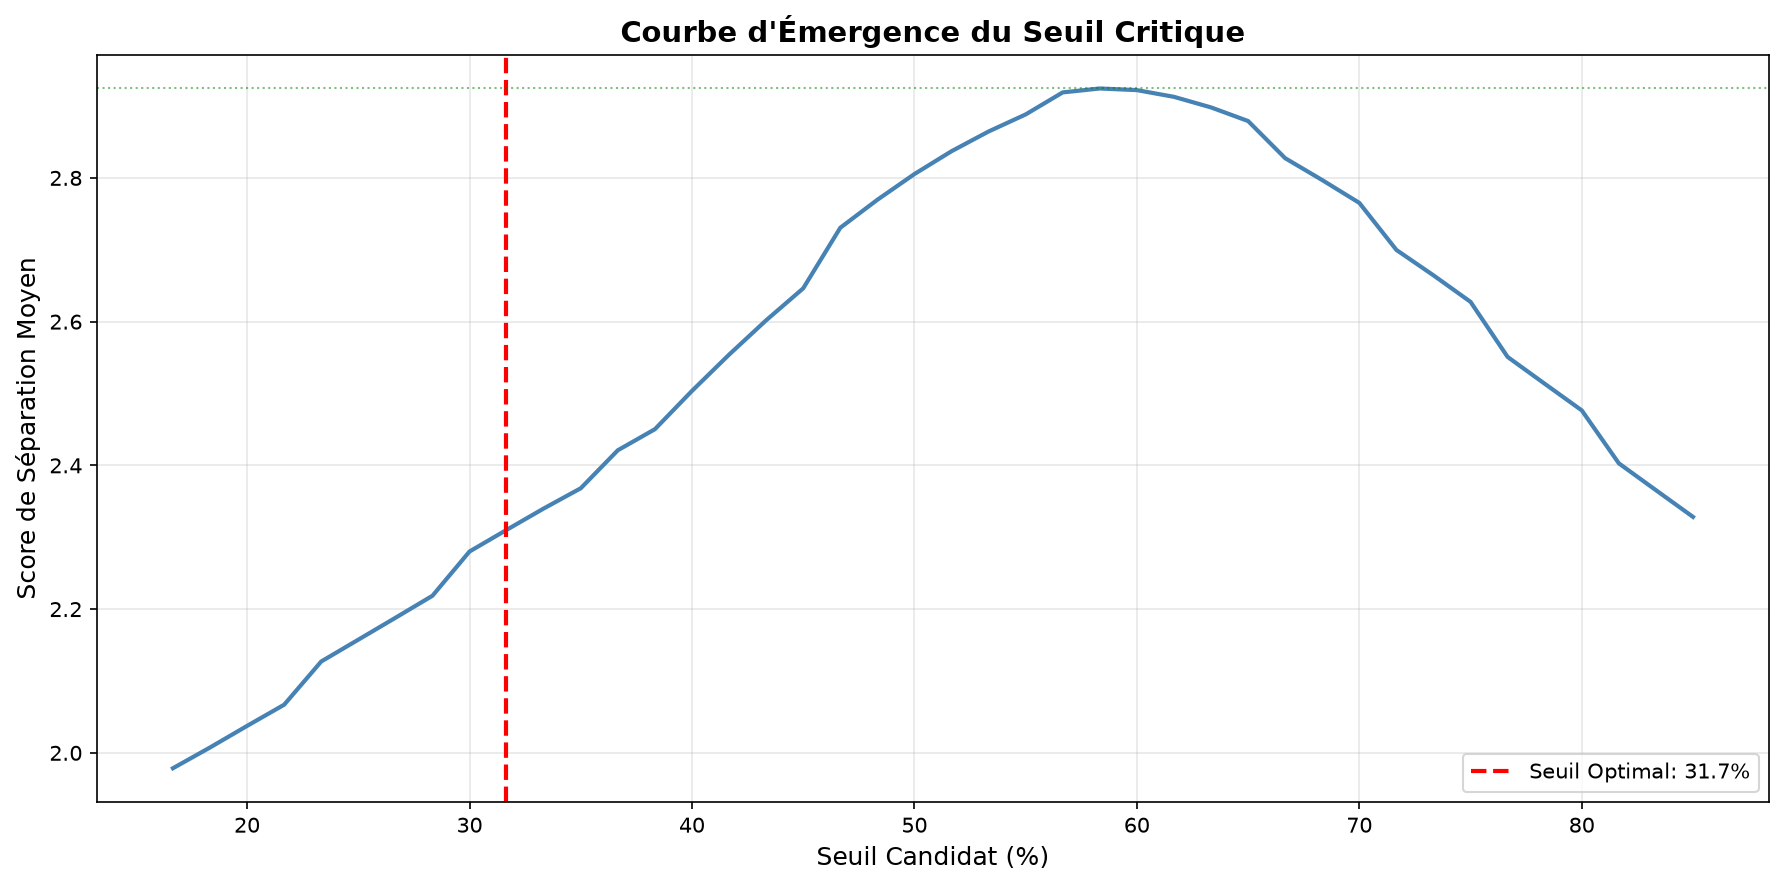 Courbe d'Émergence du Seuil Critique
Score de Séparation Moyen
2.8
2.6
2.4
2.2
2.0
Seuil Optimal: 31.7%
20 30 40 50 60 70 80
Seuil Candidat (%)